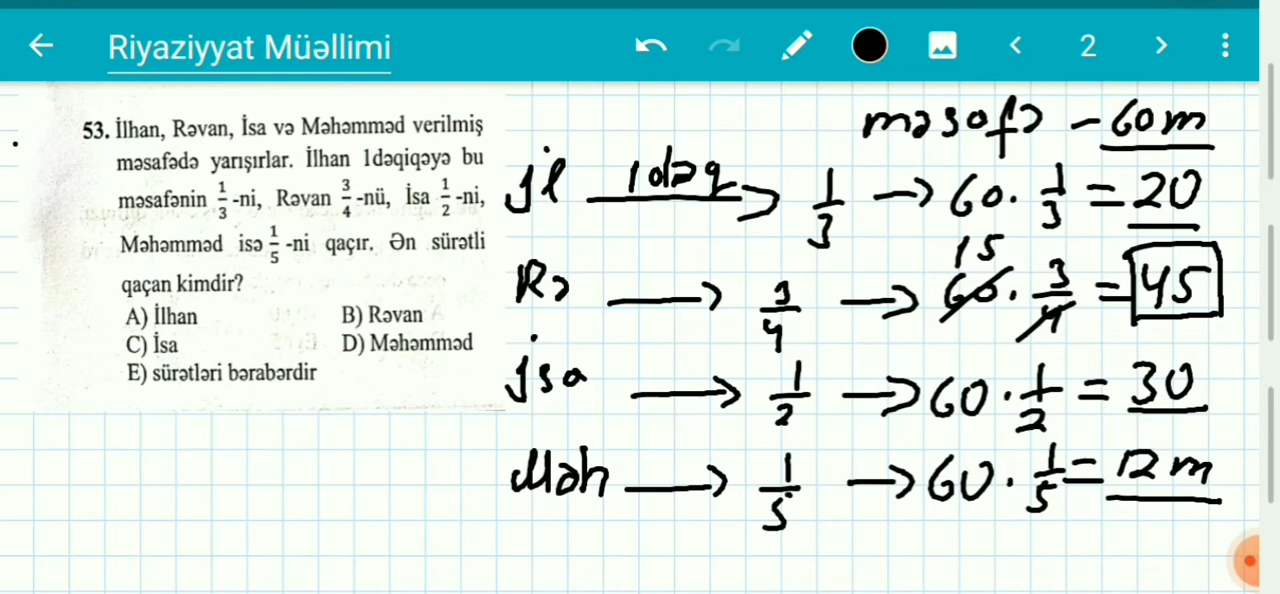 Riyaziyyat Müəllimi
2
53. İlhan, Rəvan, İsa və Məhəmməd verilmiş
məsafədə yarışırlar. İlhan 1dəqiqəyə bu
məsafənin 1/3 -ni, Rəvan 3/4 -nü, İsa 1/2 -ni,
Məhəmməd isə 1/5 -ni qaçır. Ən sürətli
qaçan kimdir?
A) İlhan B) Rəvan
C) İsa D) Məhəmməd
E) sürətləri bərabərdir
məsafə - 60m
İl 1dəq → 1/3 → 60 · 1/3 = 20
15
Rə → 3/4 → 60 · 3/4 = 45
İsa → 1/2 → 60 · 1/2 = 30
Məh → 1/5 → 60 · 1/5 = 12 m